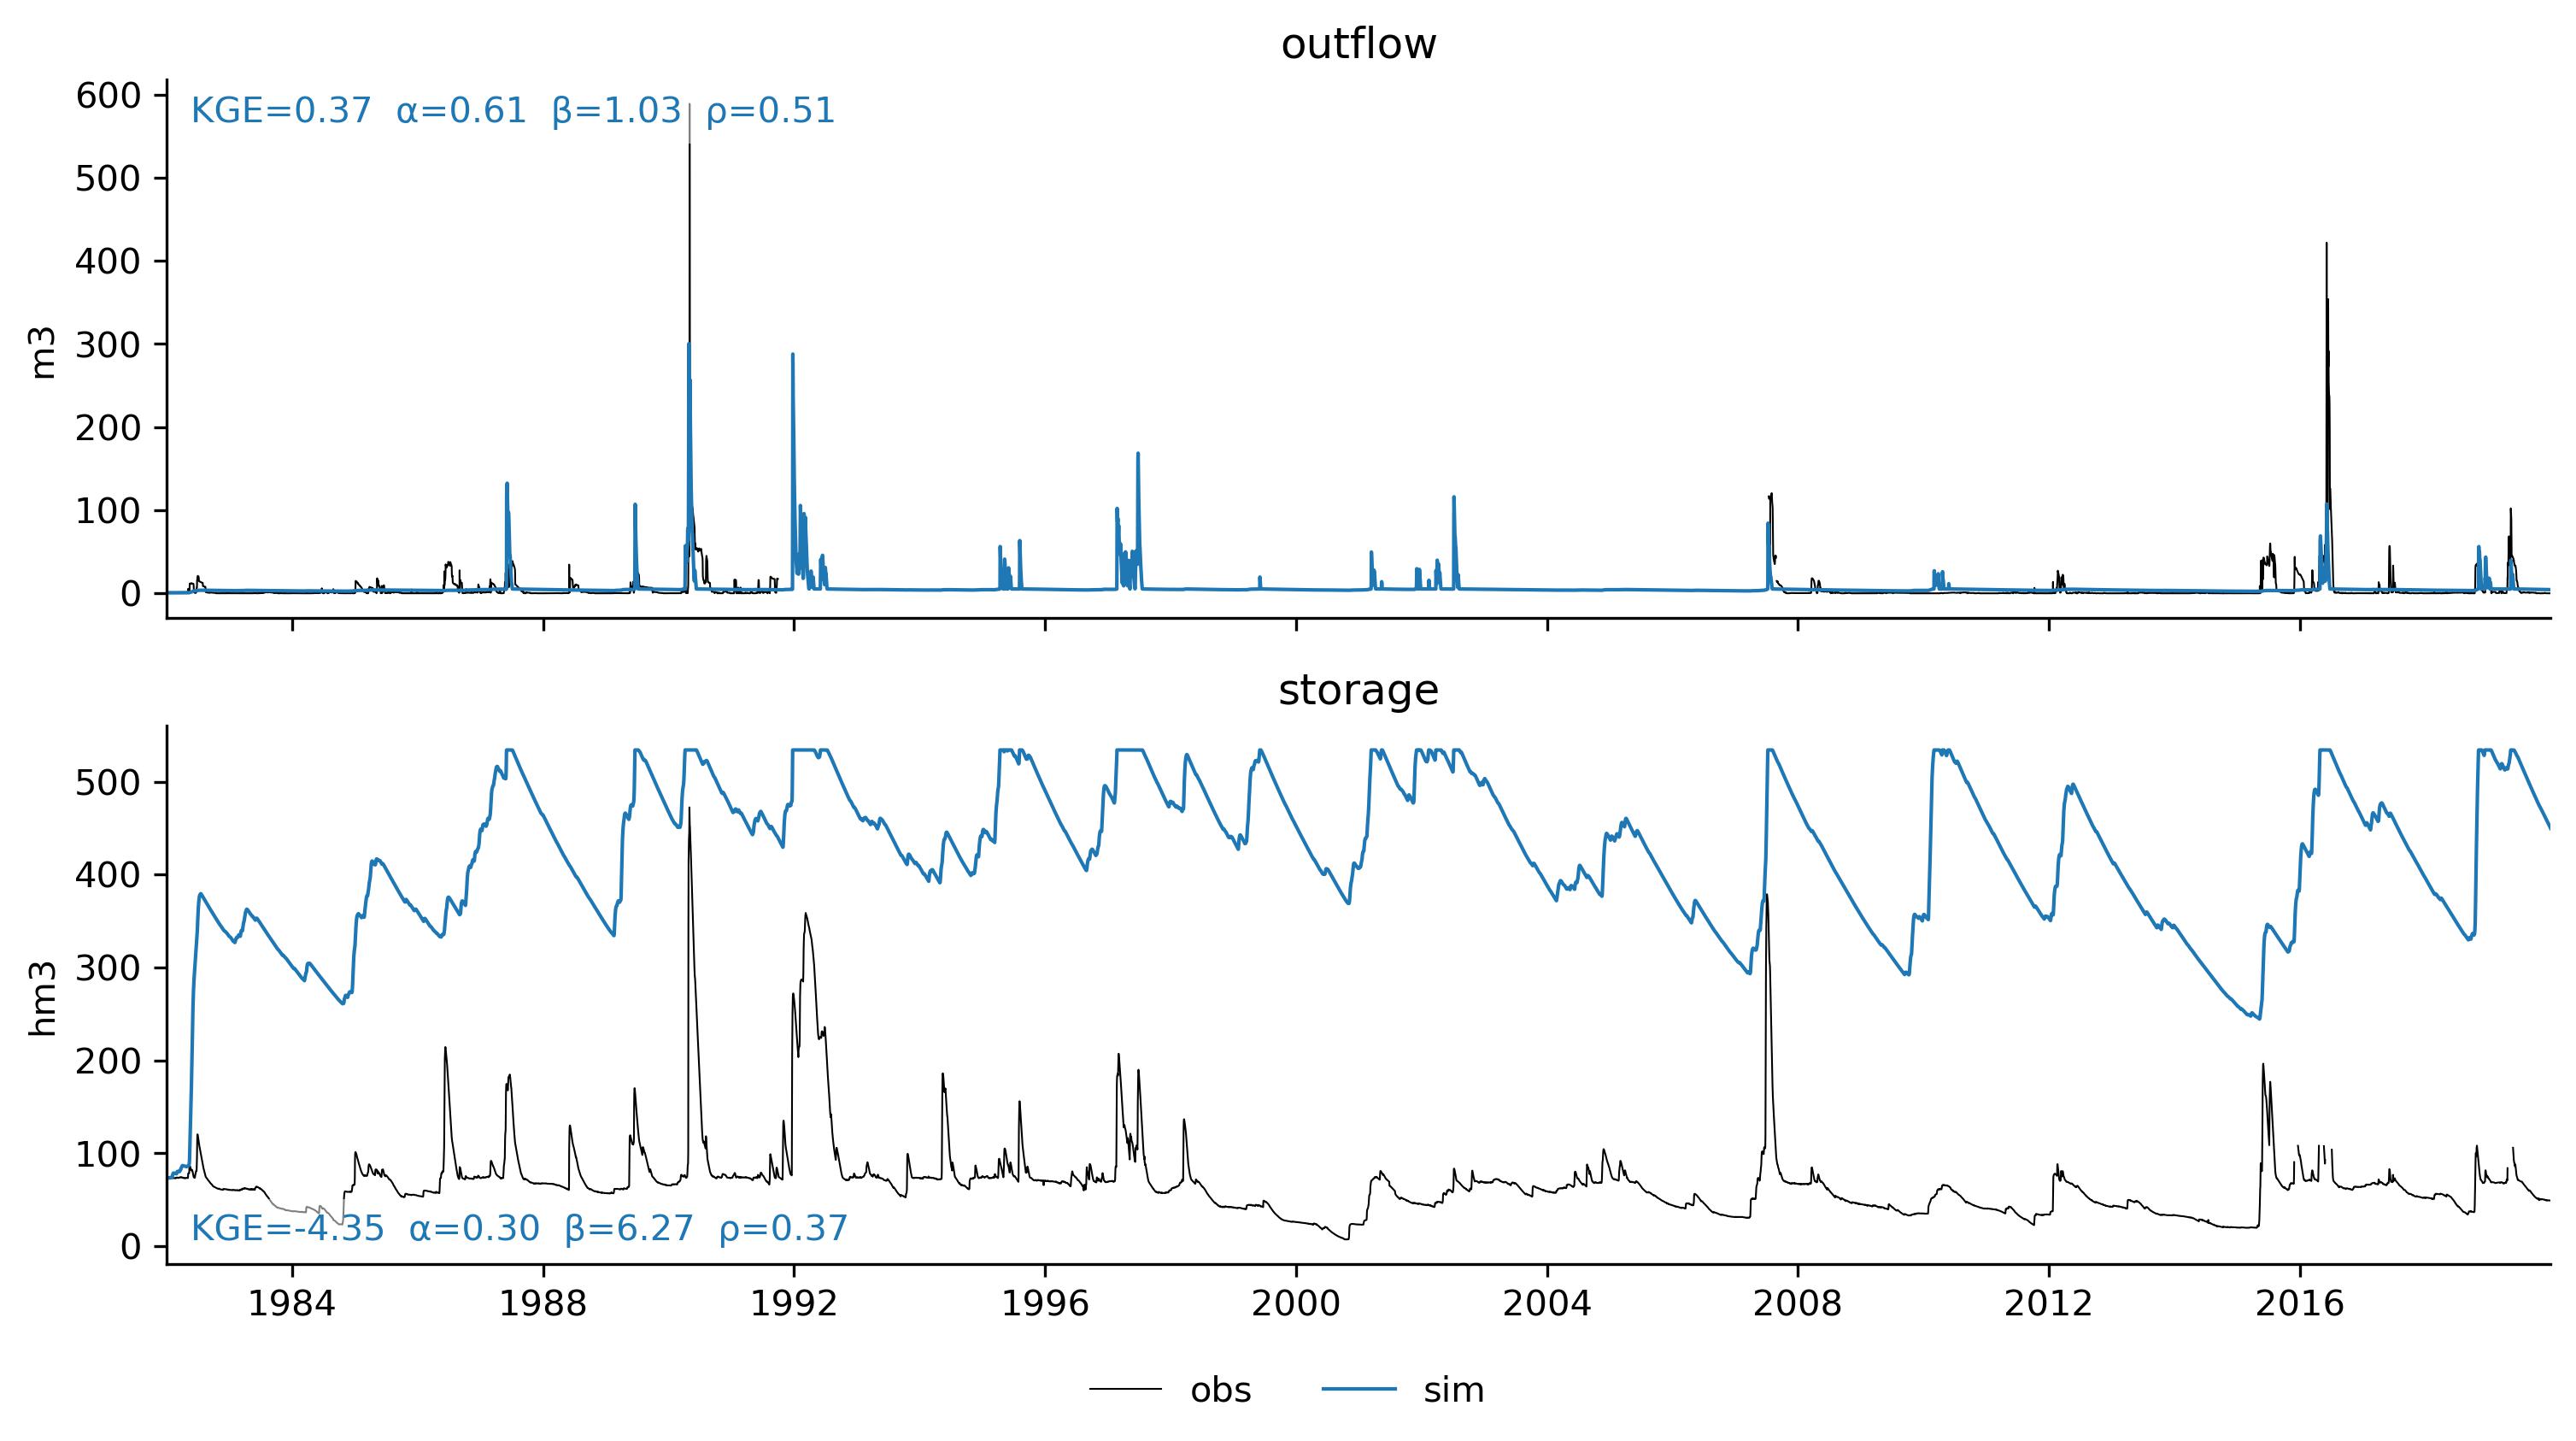 outflow
600
500
400
300
200
100
0
m3
KGE=0.37 α=0.61 β=1.03 ρ=0.51
storage
500
400
300
200
100
0
hm3
KGE=-4.35 α=0.30 β=6.27 ρ=0.37
1984 1988 1992 1996 2000 2004 2008 2012 2016
obs sim